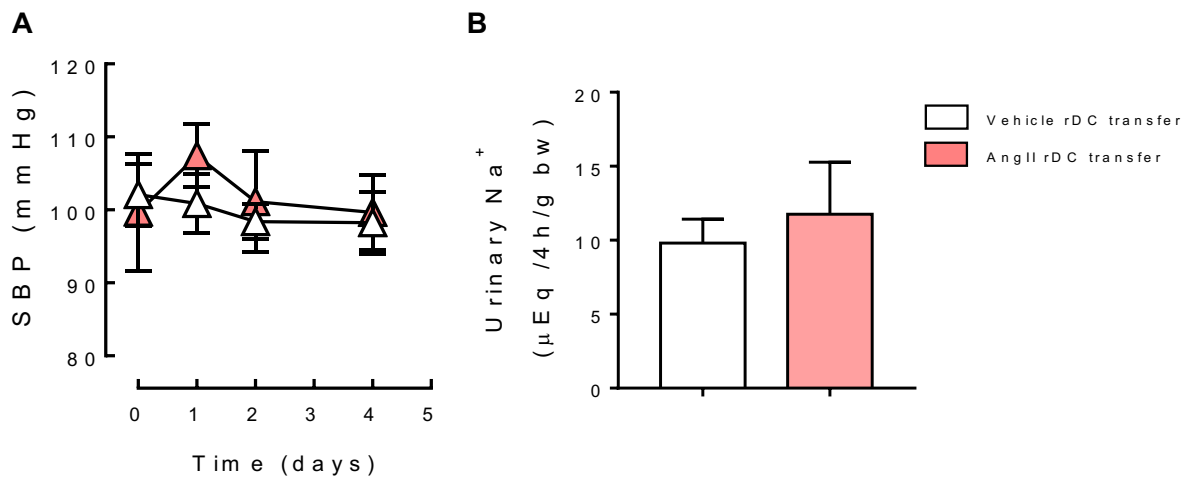 A
B
SBP (mmHg)
120
110
100
90
80
0 1 2 3 4 5
Time (days)
Urinary Na+
(μEq /4h/g bw)
20
15
10
5
0
Vehicle rDC transfer
AngII rDC transfer